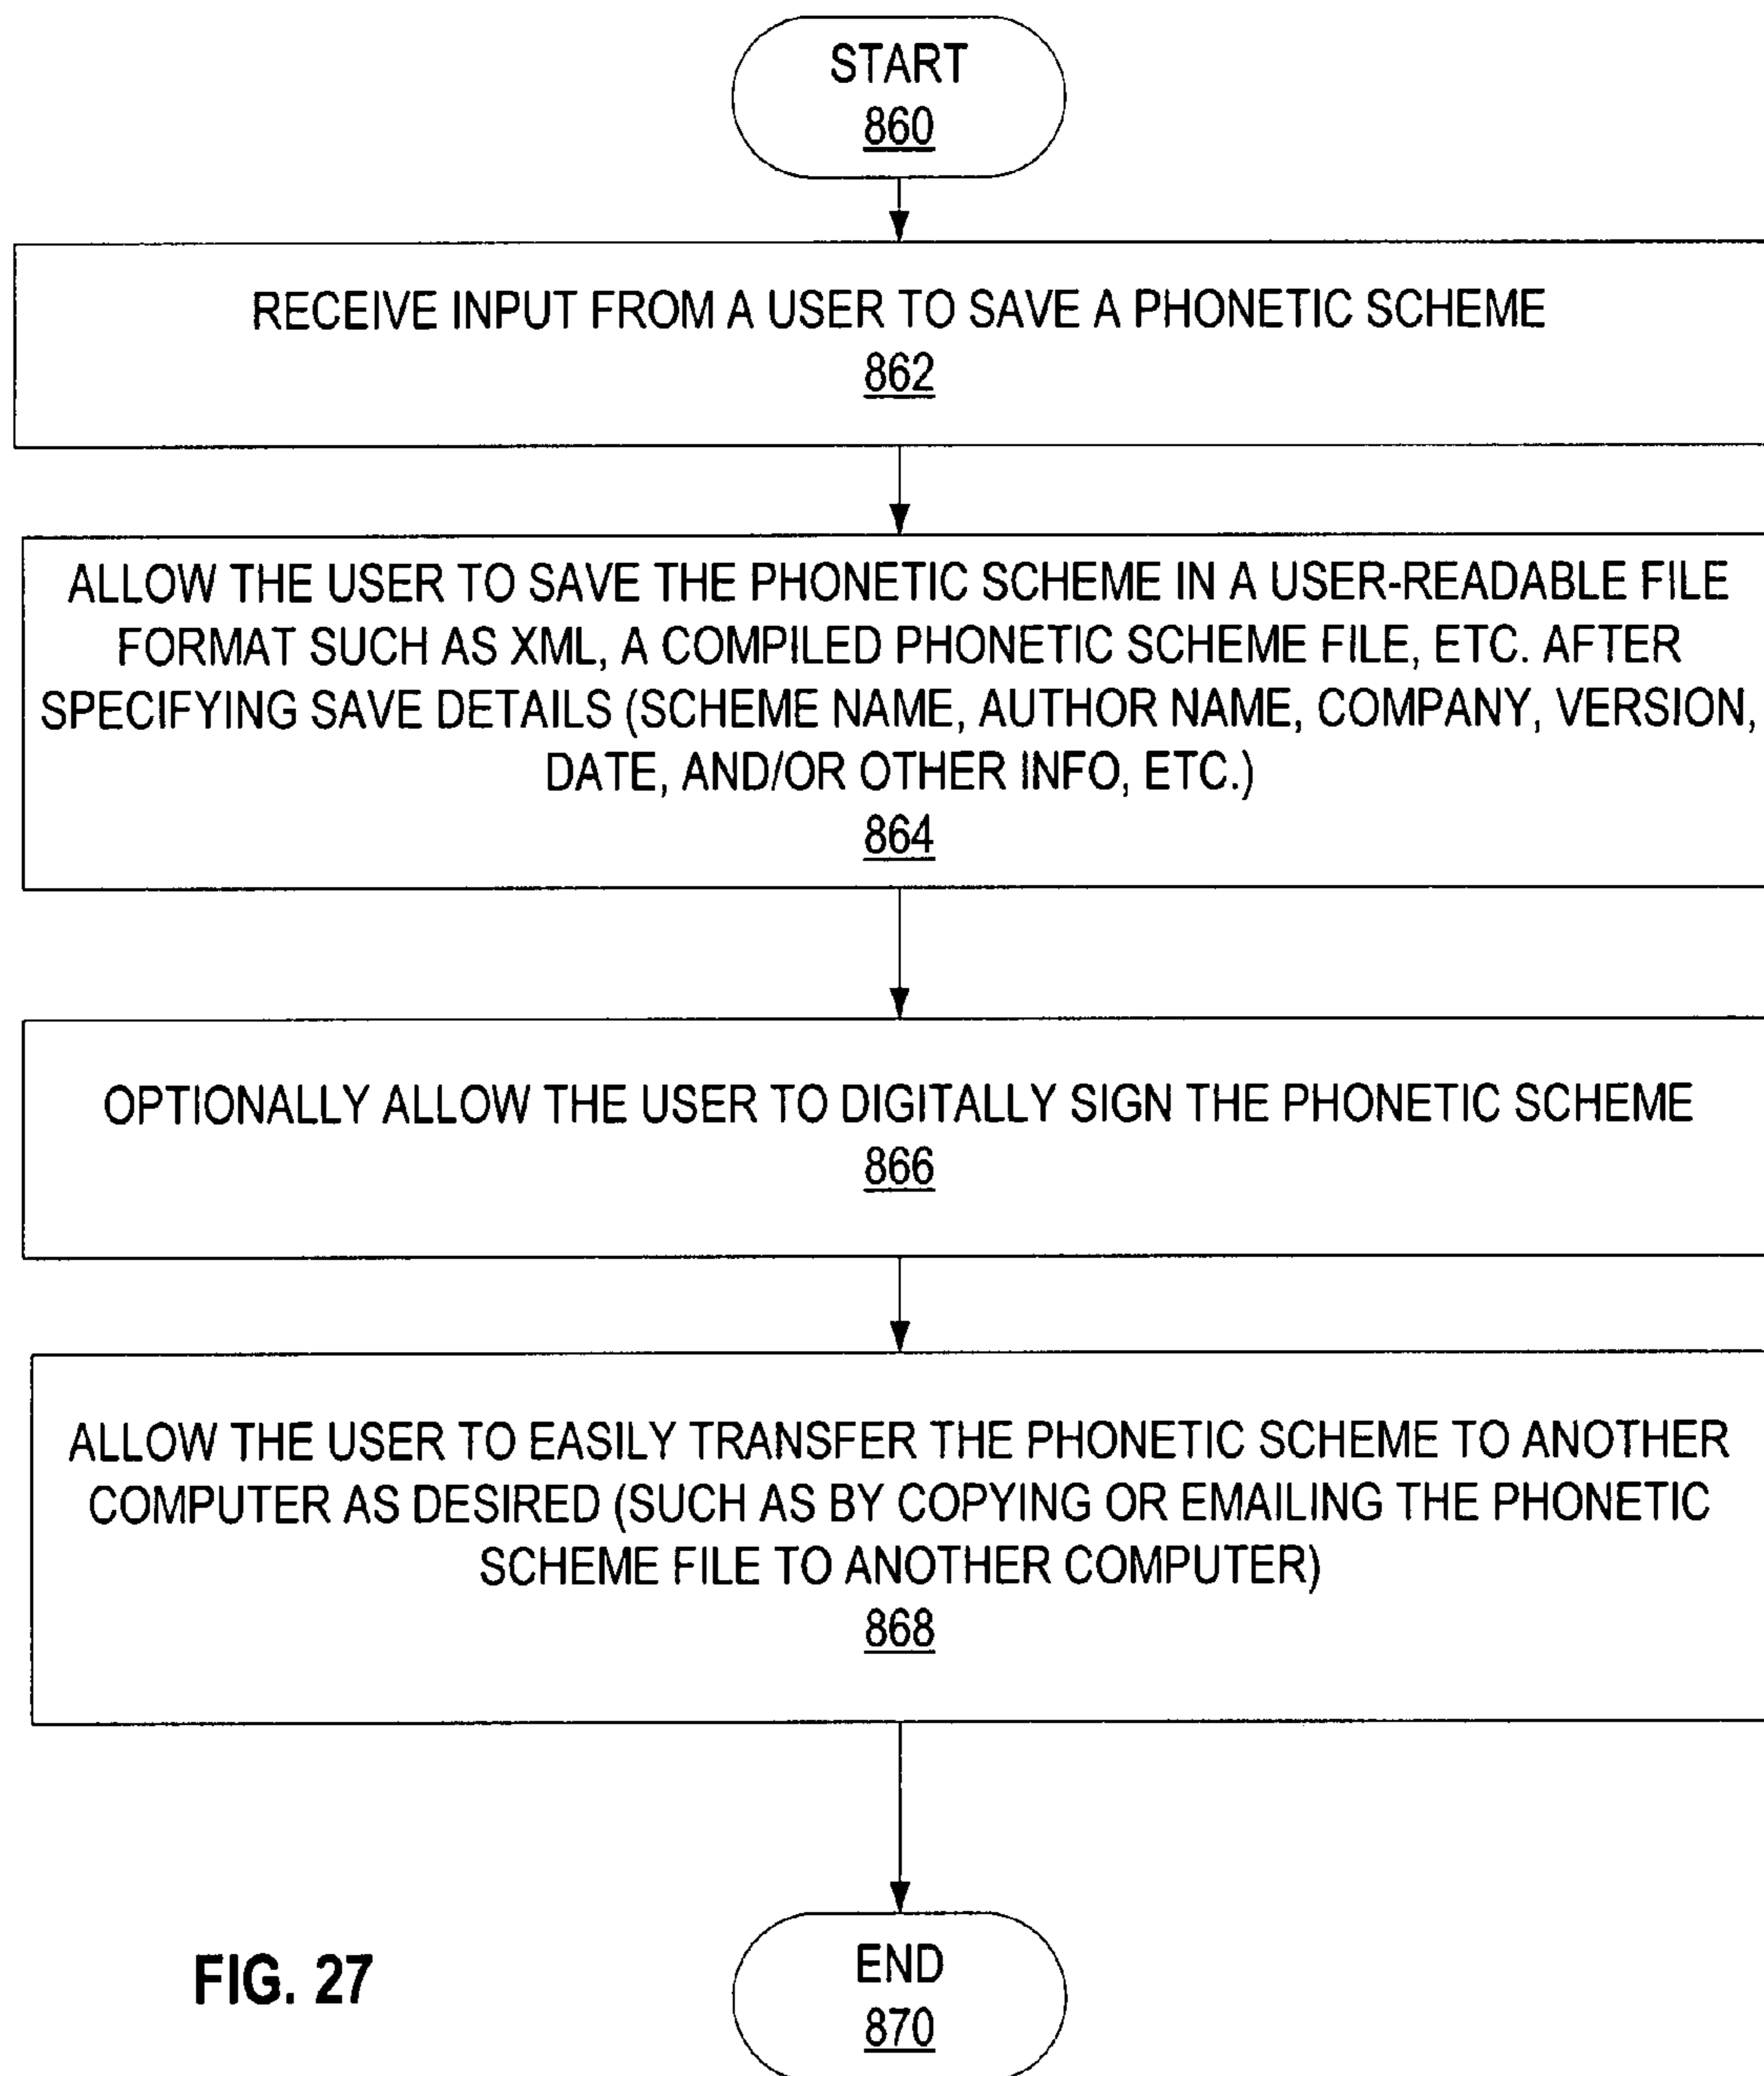 START
860
RECEIVE INPUT FROM A USER TO SAVE A PHONETIC SCHEME
862
ALLOW THE USER TO SAVE THE PHONETIC SCHEME IN A USER-READABLE FILE
FORMAT SUCH AS XML, A COMPILED PHONETIC SCHEME FILE, ETC. AFTER
SPECIFYING SAVE DETAILS (SCHEME NAME, AUTHOR NAME, COMPANY, VERSION,
DATE, AND/OR OTHER INFO, ETC.)
864
OPTIONALLY ALLOW THE USER TO DIGITALLY SIGN THE PHONETIC SCHEME
866
ALLOW THE USER TO EASILY TRANSFER THE PHONETIC SCHEME TO ANOTHER
COMPUTER AS DESIRED (SUCH AS BY COPYING OR EMAILING THE PHONETIC
SCHEME FILE TO ANOTHER COMPUTER)
868
END
870
FIG. 27